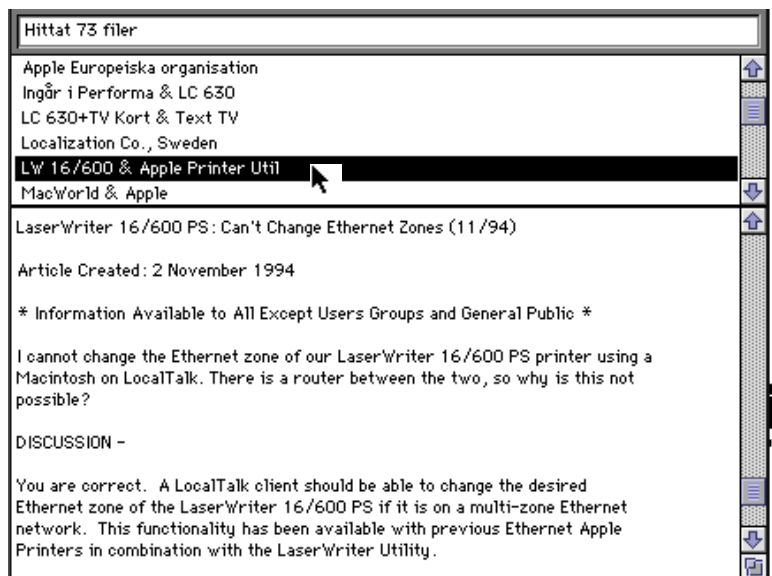 Hittat 73 filer
Apple Europeiska organisation
Ingår i Performa & LC 630
LC 630+TV Kort & Text TV
Localization Co., Sweden
LW 16/600 & Apple Printer Util
MacWorld & Apple
LaserWriter 16/600 PS: Can't Change Ethernet Zones (11/94)
Article Created: 2 November 1994
* Information Available to All Except Users Groups and General Public *
I cannot change the Ethernet zone of our LaserWriter 16/600 PS printer using a
Macintosh on LocalTalk. There is a router between the two, so why is this not
possible?
DISCUSSION -
You are correct.  A LocalTalk client should be able to change the desired
Ethernet zone of the LaserWriter 16/600 PS if it is on a multi-zone Ethernet
network.  This functionality has been available with previous Ethernet Apple
Printers in combination with the LaserWriter Utility.